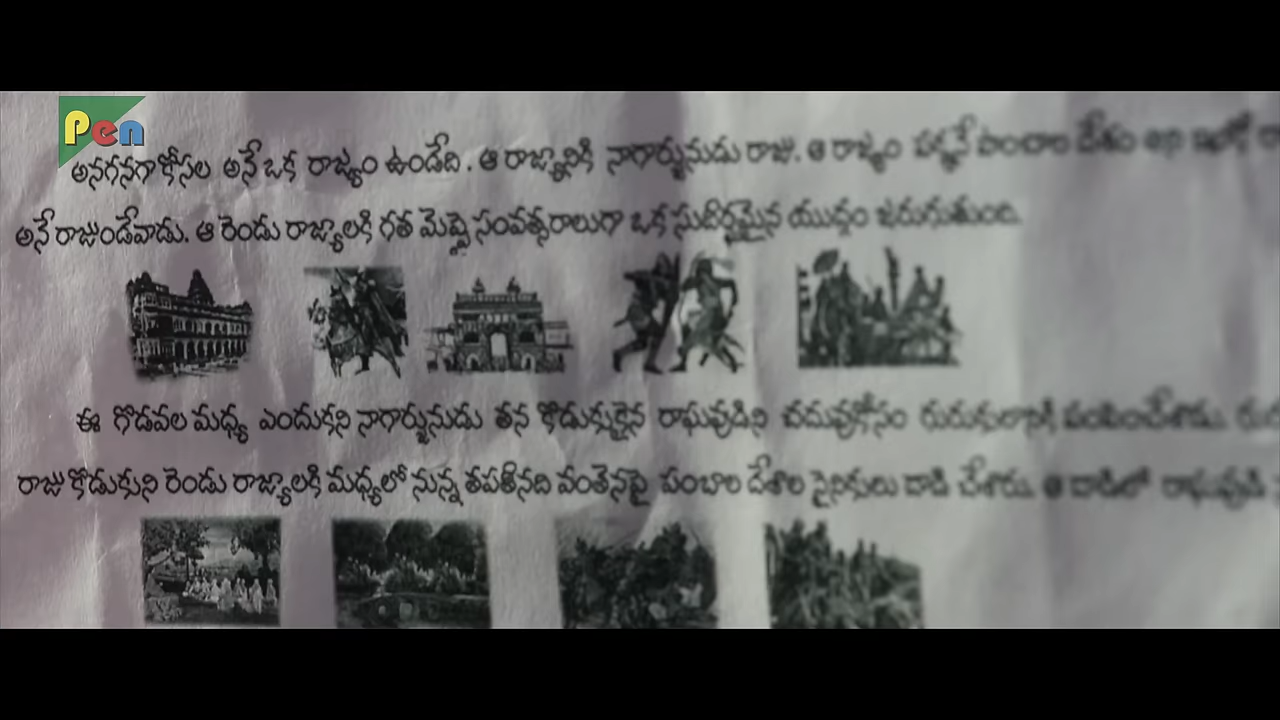 Pen
అనగనగా కోసల అనే ఒక రాజ్యం ఉండేది. ఆ రాజ్యానికి నాగార్జునుడు రాజు. ఆ రాజ్యం పక్కనే పాంచాల దేశం
అనే రాజుండేవాడు. ఆ రెండు రాజ్యాలకి గత ముప్పై సంవత్సరాలుగా ఒక సుదీర్ఘమైన యుద్ధం జరుగుతుంది.
ఈ గొడవల మధ్య ఎందుకని నాగార్జునుడు తన కొడుకుకైన రాఘవుడిని చదువుకోసం గురుకులానికి పంపించేశాడు.
రాజు కొడుకుని రెండు రాజ్యాలకి మధ్యలో నున్న తపతీనది వంతెనపై పంచాల దేశాల సైనికులు దాడి చేశారు. ఆ దాడిలో రాఘవుడి